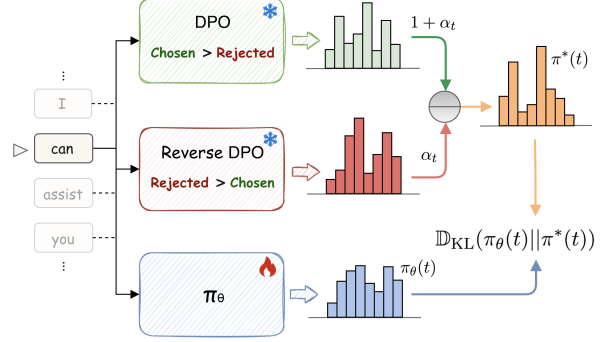 ⋮
I
can
assist
you
⋮
DPO
Chosen > Rejected
Reverse DPO
Rejected > Chosen
πθ
1 + αt
αt
πθ(t)
π*(t)
𝔻KL(πθ(t)||π*(t))